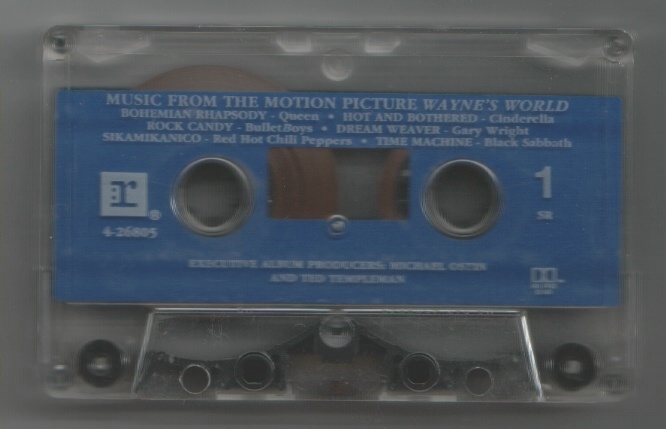 MUSIC FROM THE MOTION PICTURE WAYNE'S WORLD
BOHEMIAN RHAPSODY - Queen • HOT AND BOTHERED - Cinderella
ROCK CANDY - BulletBoys • DREAM WEAVER - Gary Wright
SIKAMIKANICO - Red Hot Chili Peppers • TIME MACHINE - Black Sabbath
r ®
4-26805
1
SR
EXECUTIVE ALBUM PRODUCERS: MICHAEL OSTIN
AND TED TEMPLEMAN